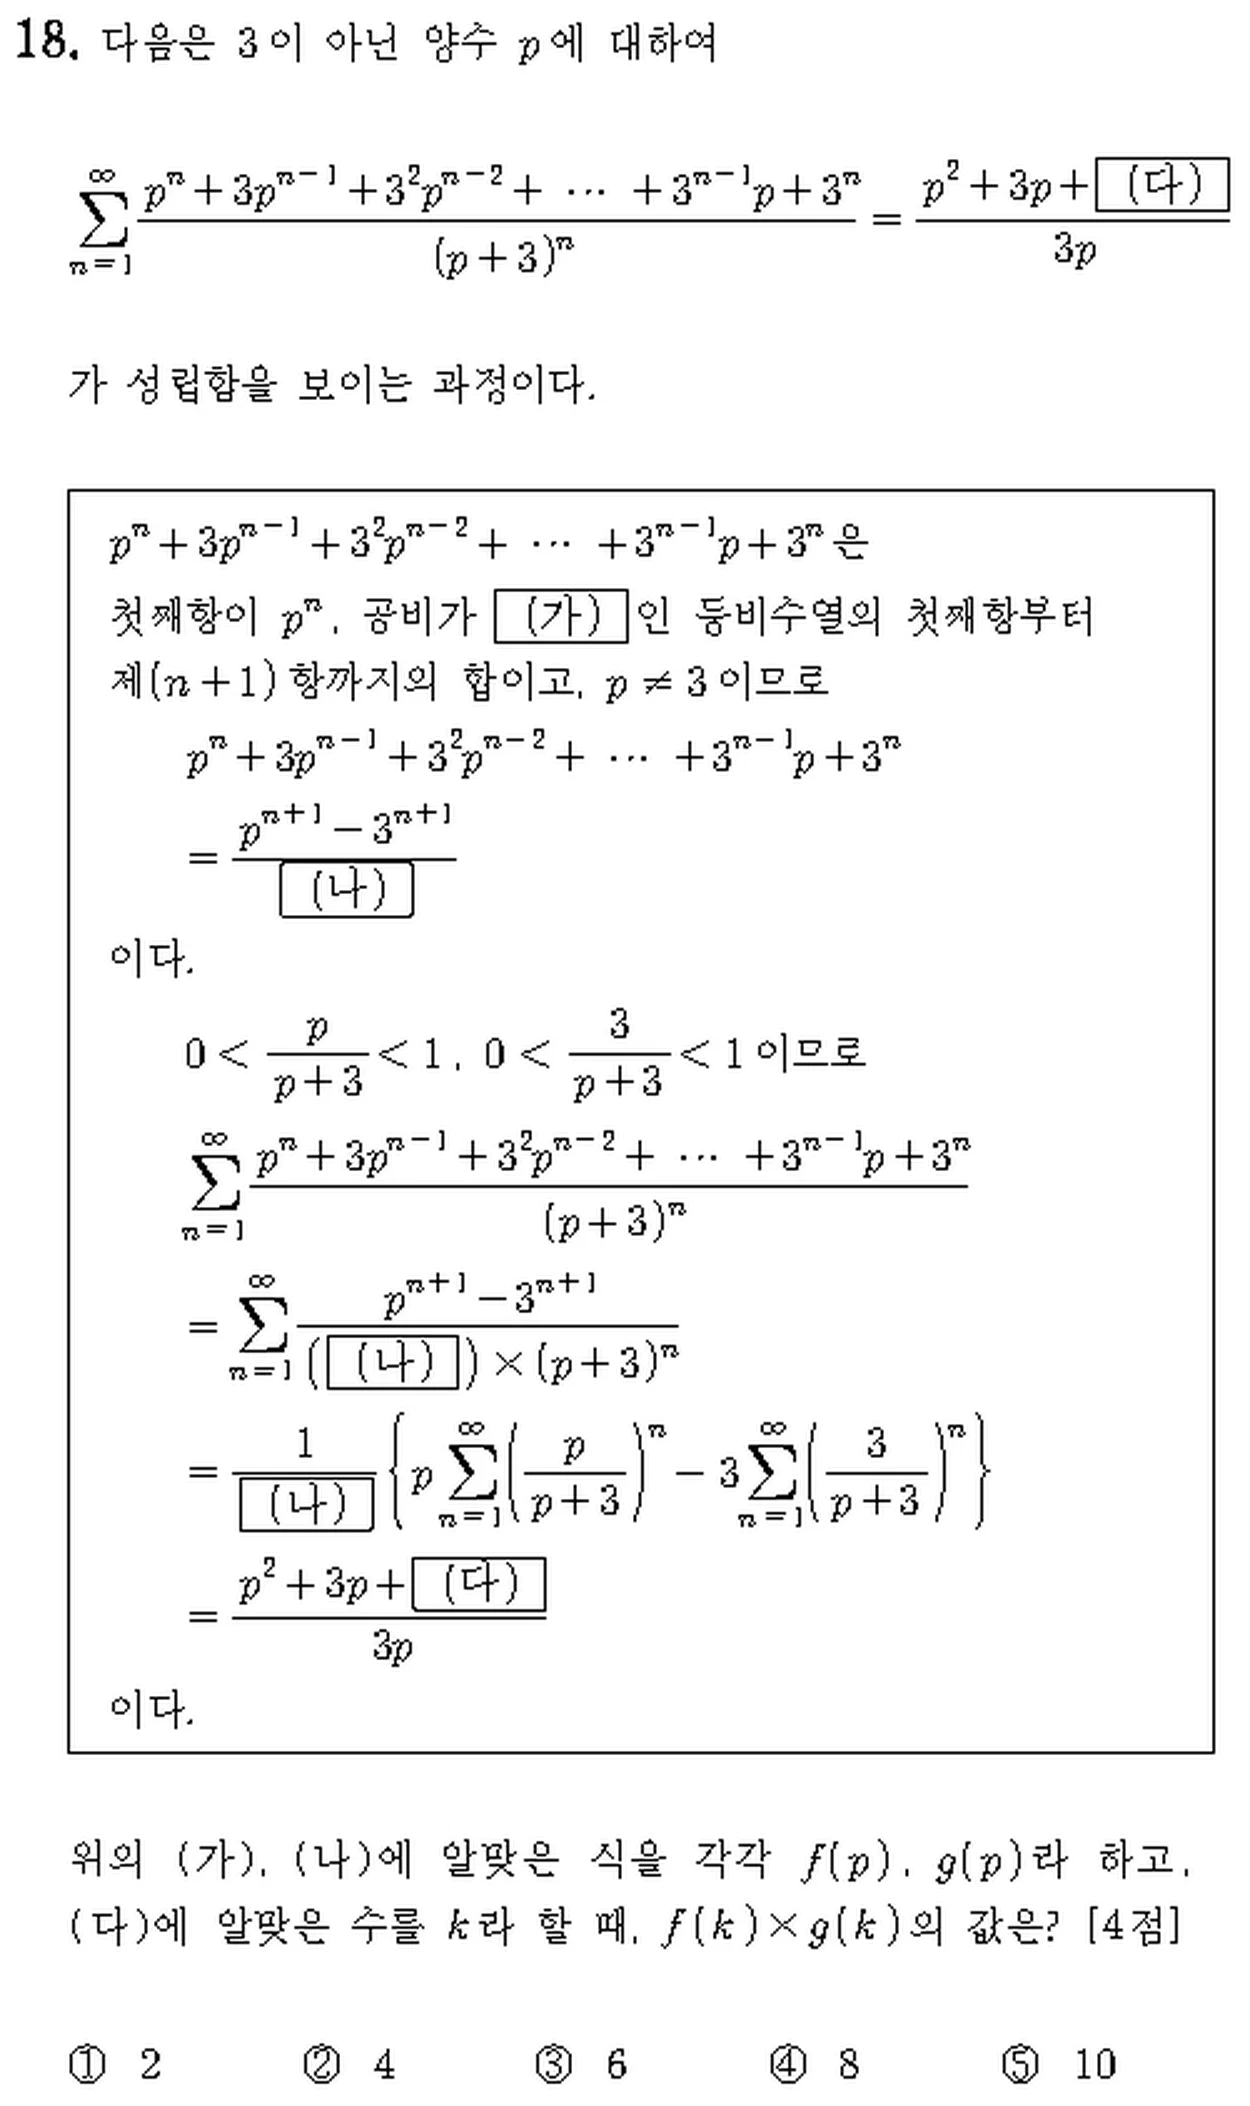 18. 다음은 3이 아닌 양수 p에 대하여
∑_{n=1}^{∞} (p^n + 3p^{n-1} + 3^2p^{n-2} + ⋯ + 3^{n-1}p + 3^n)/((p+3)^n) = (p^2 + 3p + (다))/(3p)
가 성립함을 보이는 과정이다.
p^n + 3p^{n-1} + 3^2p^{n-2} + ⋯ + 3^{n-1}p + 3^n은
첫째항이 p^n, 공비가 (가) 인 등비수열의 첫째항부터
제(n+1)항까지의 합이고, p ≠ 3이므로
p^n + 3p^{n-1} + 3^2p^{n-2} + ⋯ + 3^{n-1}p + 3^n
= (p^{n+1} - 3^{n+1})/( (나) )
이다.
0 < p/(p+3) < 1, 0 < 3/(p+3) < 1이므로
∑_{n=1}^{∞} (p^n + 3p^{n-1} + 3^2p^{n-2} + ⋯ + 3^{n-1}p + 3^n)/((p+3)^n)
= ∑_{n=1}^{∞} (p^{n+1} - 3^{n+1})/(( (나) ) × (p+3)^n)
= 1/( (나) ) {p ∑_{n=1}^{∞} (p/(p+3))^n - 3 ∑_{n=1}^{∞} (3/(p+3))^n}
= (p^2 + 3p + (다))/(3p)
이다.
위의 (가), (나)에 알맞은 식을 각각 f(p), g(p)라 하고,
(다)에 알맞은 수를 k라 할 때, f(k)×g(k)의 값은? [4점]
① 2 ② 4 ③ 6 ④ 8 ⑤ 10